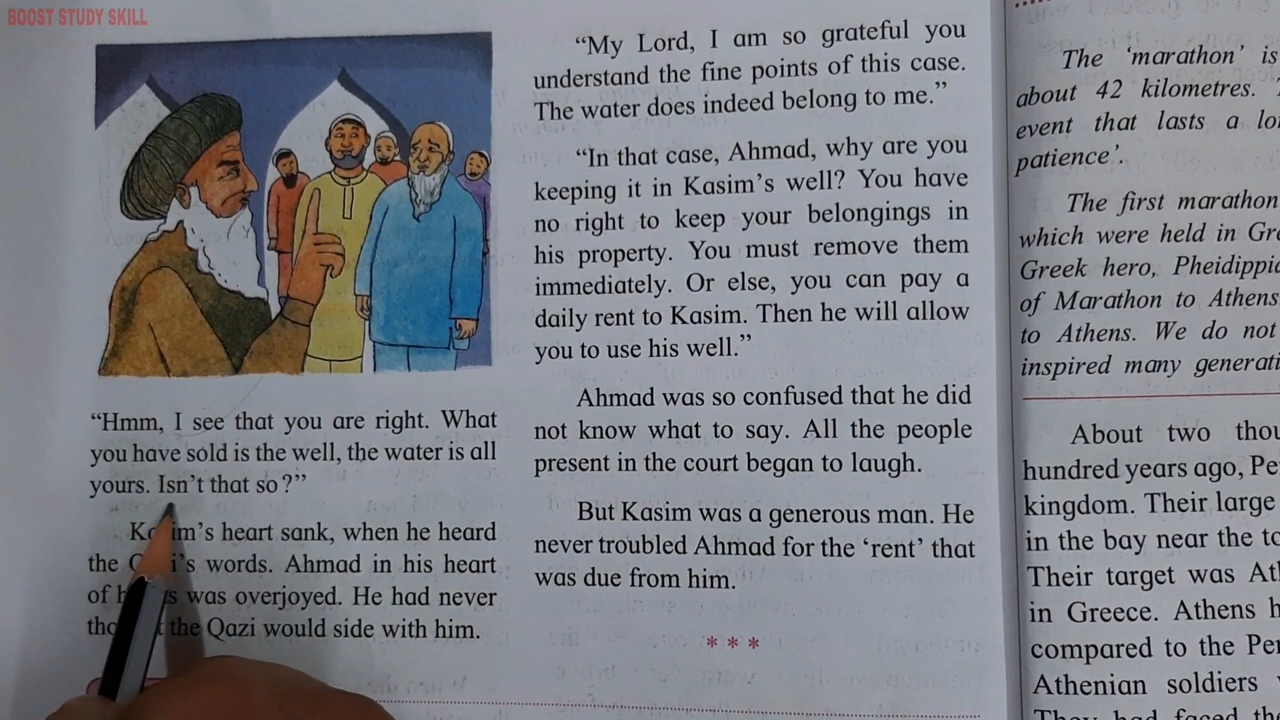 BOOST STUDY SKILL
“Hmm, I see that you are right. What
you have sold is the well, the water is all
yours. Isn’t that so?”
Kasim’s heart sank, when he heard
the Qazi’s words. Ahmad in his heart
of was overjoyed. He had never
the Qazi would side with him.
“My Lord, I am so grateful you
understand the fine points of this case.
The water does indeed belong to me.”
“In that case, Ahmad, why are you
keeping it in Kasim’s well? You have
no right to keep your belongings in
his property. You must remove them
immediately. Or else, you can pay a
daily rent to Kasim. Then he will allow
you to use his well.”
Ahmad was so confused that he did
not know what to say. All the people
present in the court began to laugh.
But Kasim was a generous man. He
never troubled Ahmad for the ‘rent’ that
was due from him.
* * *
The ‘marathon’ is
about 42 kilometres.
event that lasts a
patience’.
The first marathon
which were held in
Greek hero,
of Marathon to Athens
to Athens. We do not
inspired many
About two
hundred years ago,
kingdom. Their large
in the bay near the
Their target was
in Greece. Athens
compared to the
Athenian soldiers
They had faced